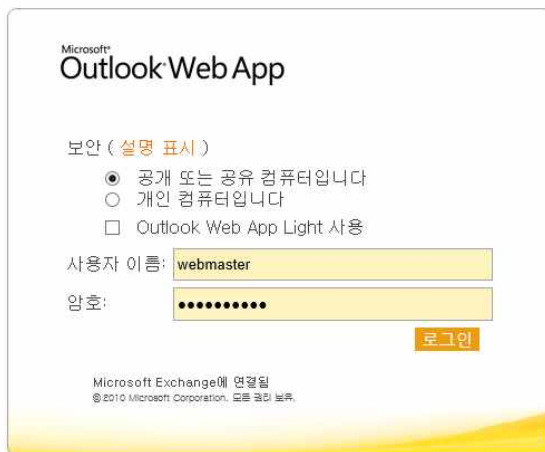 Microsoft®
Outlook Web App
보안 ( 설명 표시 )
공개 또는 공유 컴퓨터입니다
개인 컴퓨터입니다
Outlook Web App Light 사용
사용자 이름: webmaster
암호: ••••••••••
로그인
Microsoft Exchange에 연결됨
© 2010 Microsoft Corporation. 모든 권리 보유.